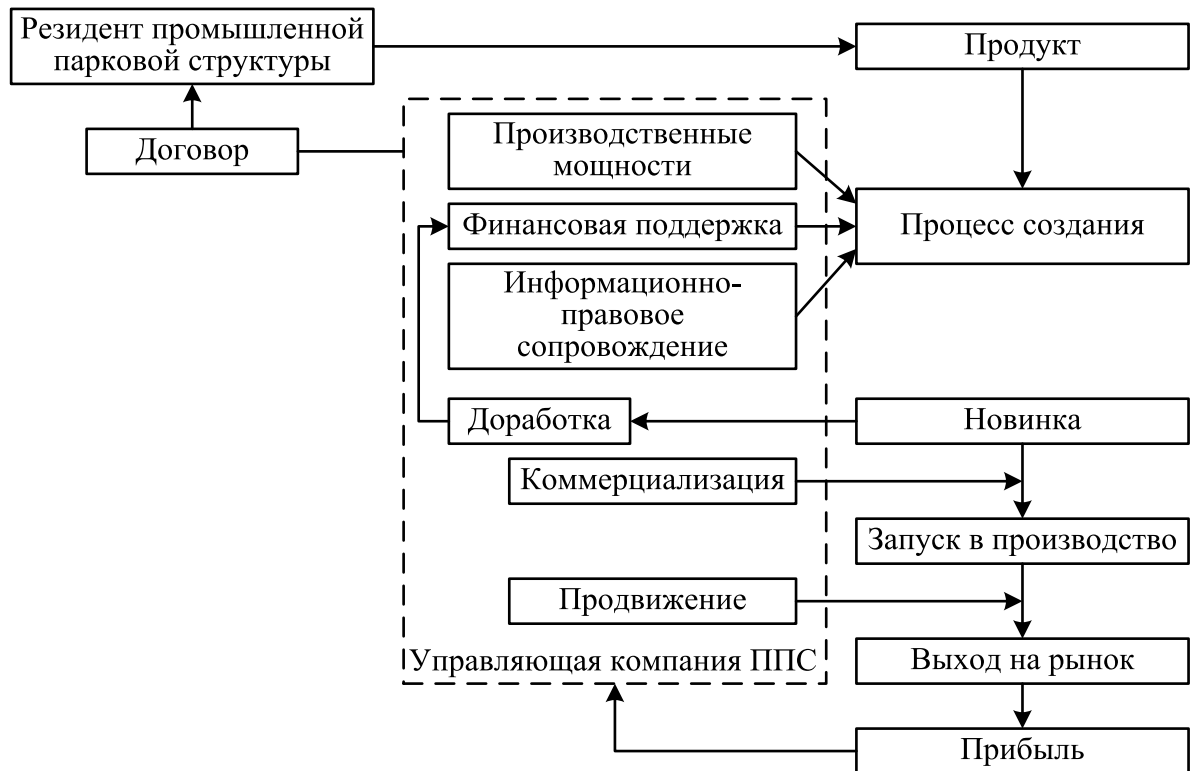 Резидент промышленной
парковой структуры
Продукт
Договор
Производственные
мощности
Финансовая поддержка
Процесс создания
Информационно-
правовое
сопровождение
Доработка
Новинка
Коммерциализация
Запуск в производство
Продвижение
Управляющая компания ППС
Выход на рынок
Прибыль